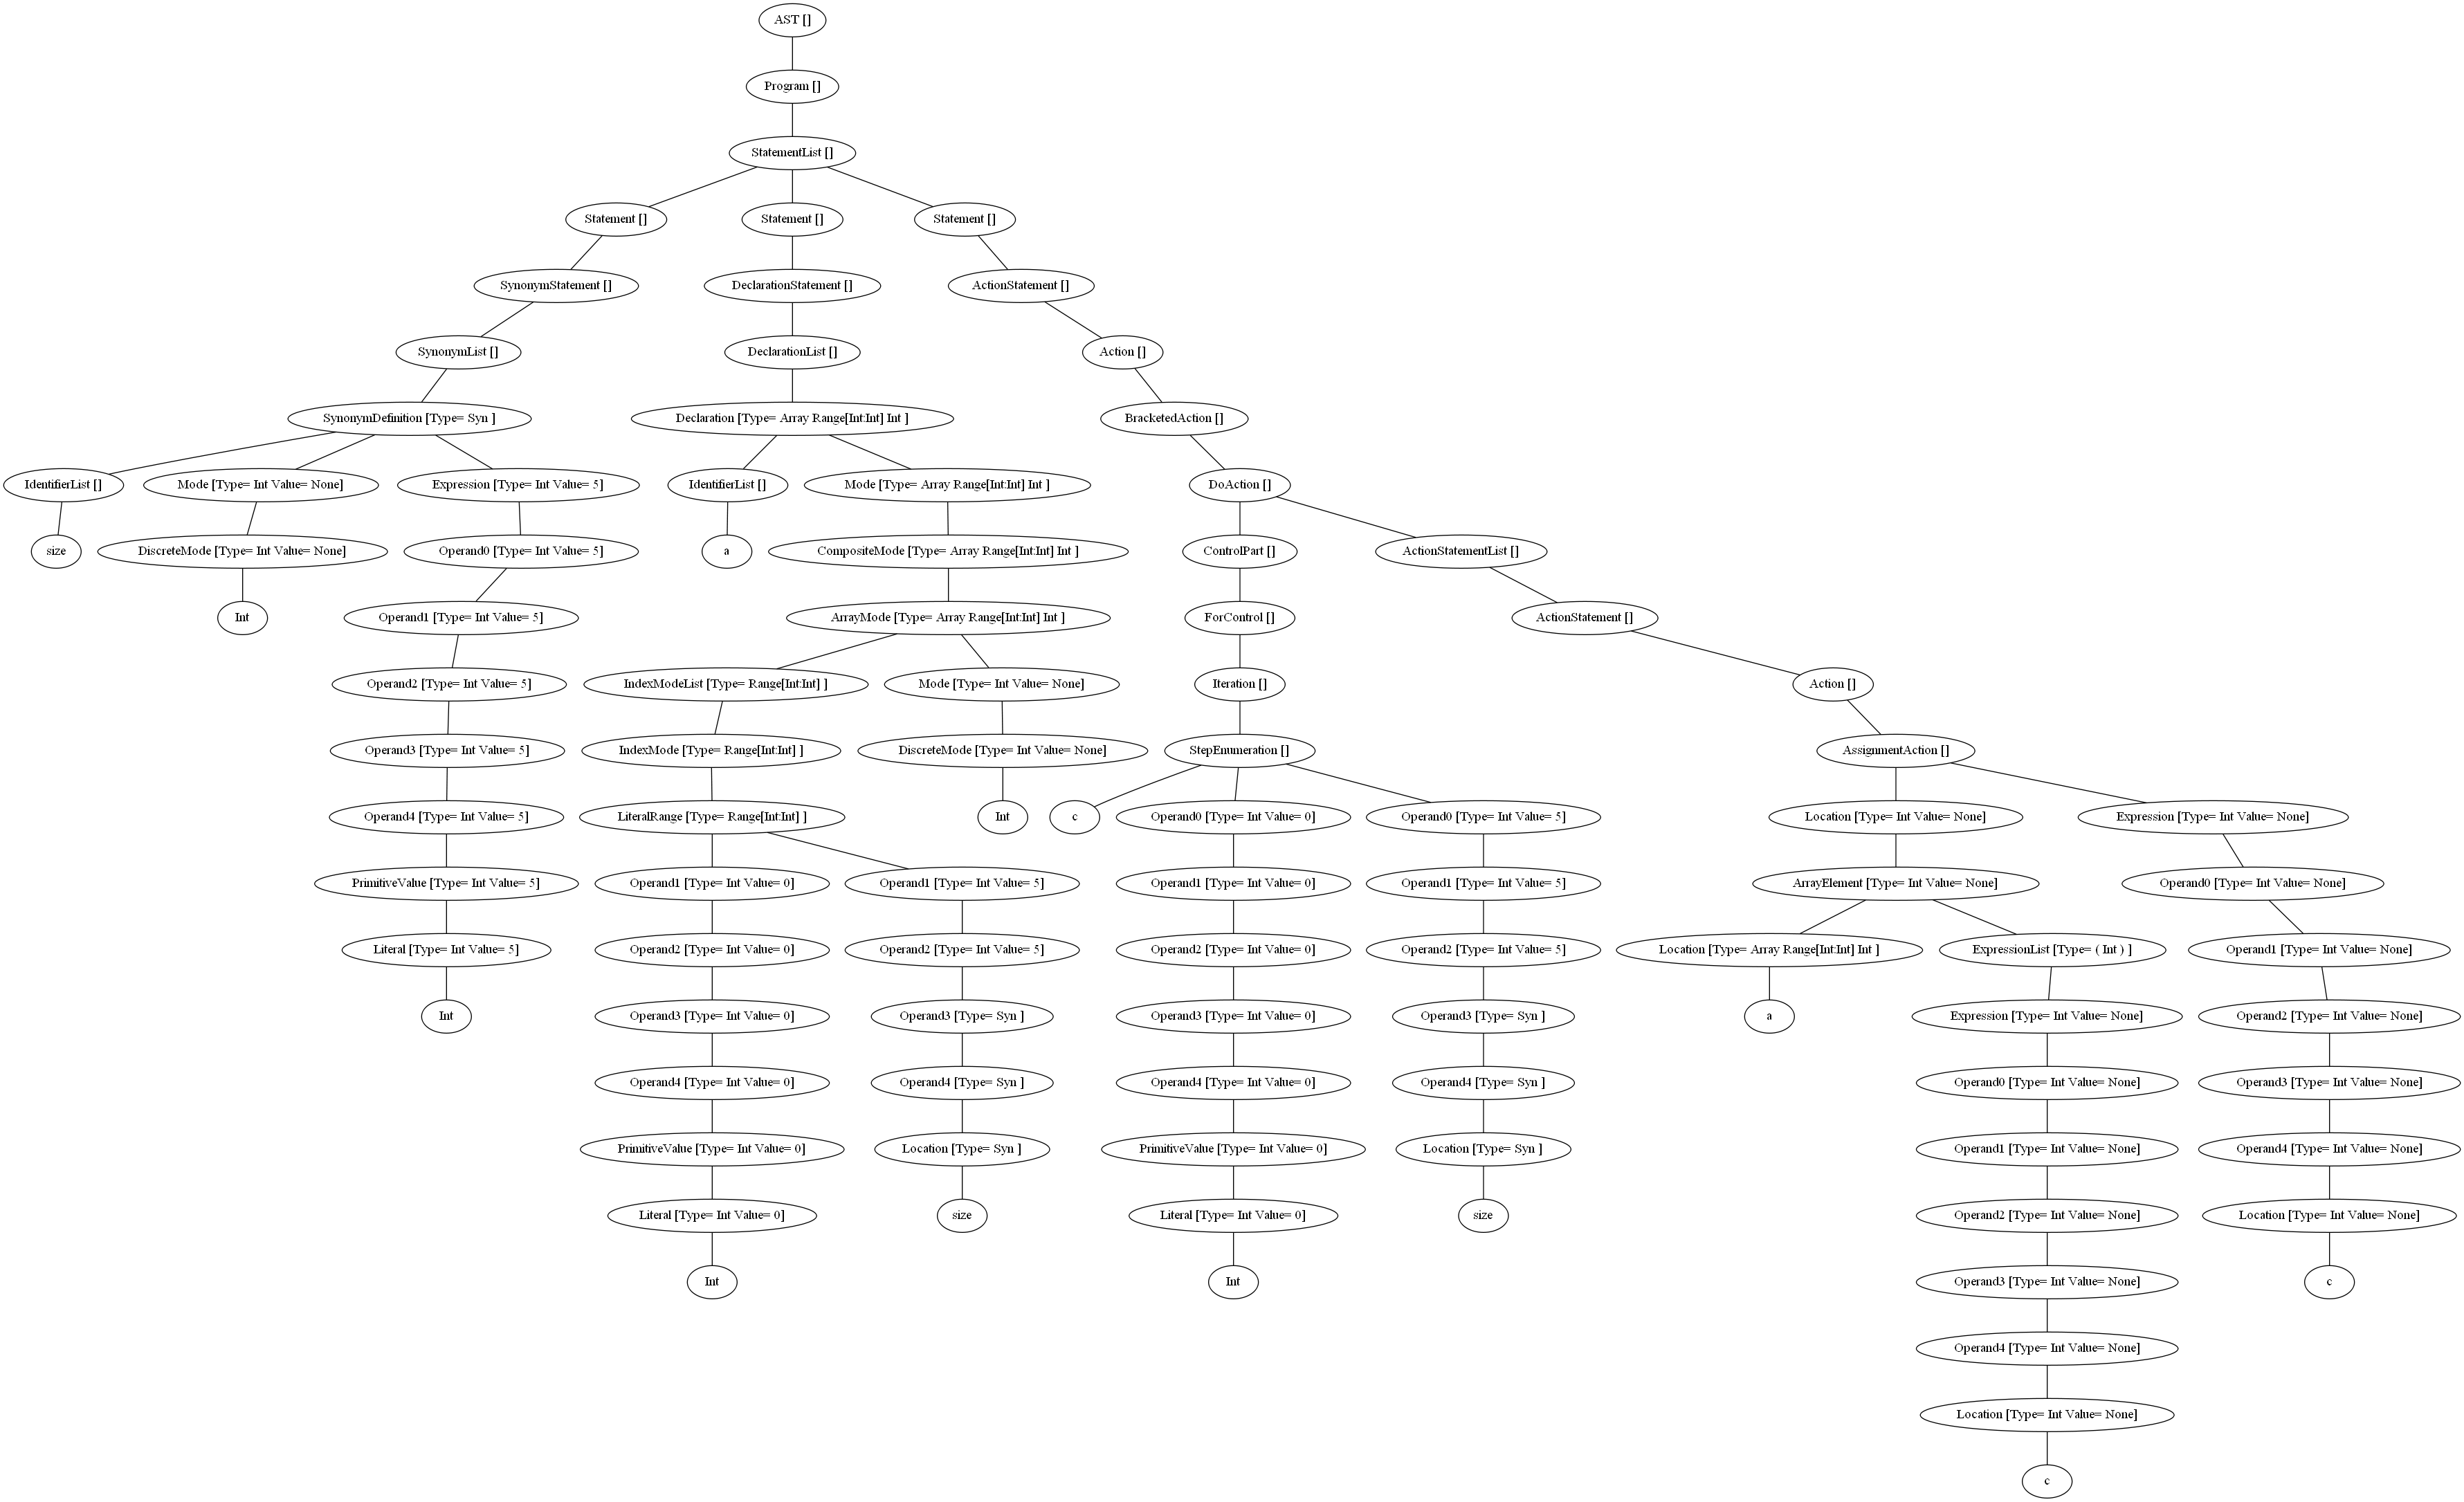 AST []
Program []
StatementList []
Statement []
Statement []
Statement []
SynonymStatement []
DeclarationStatement []
ActionStatement []
SynonymList []
DeclarationList []
Action []
SynonymDefinition [Type= Syn ]
Declaration [Type= Array Range[Int:Int] Int ]
BracketedAction []
IdentifierList []
Mode [Type= Int Value= None]
Expression [Type= Int Value= 5]
IdentifierList []
Mode [Type= Array Range[Int:Int] Int ]
DoAction []
size
DiscreteMode [Type= Int Value= None]
Operand0 [Type= Int Value= 5]
a
CompositeMode [Type= Array Range[Int:Int] Int ]
ControlPart []
ActionStatementList []
Int
Operand1 [Type= Int Value= 5]
ArrayMode [Type= Array Range[Int:Int] Int ]
ForControl []
ActionStatement []
Operand2 [Type= Int Value= 5]
IndexModeList [Type= Range[Int:Int] ]
Mode [Type= Int Value= None]
Iteration []
Action []
Operand3 [Type= Int Value= 5]
IndexMode [Type= Range[Int:Int] ]
DiscreteMode [Type= Int Value= None]
StepEnumeration []
AssignmentAction []
Operand4 [Type= Int Value= 5]
LiteralRange [Type= Range[Int:Int] ]
Int
c
Operand0 [Type= Int Value= 0]
Operand0 [Type= Int Value= 5]
Location [Type= Int Value= None]
Expression [Type= Int Value= None]
PrimitiveValue [Type= Int Value= 5]
Operand1 [Type= Int Value= 0]
Operand1 [Type= Int Value= 5]
Operand1 [Type= Int Value= 0]
Operand1 [Type= Int Value= 5]
ArrayElement [Type= Int Value= None]
Operand0 [Type= Int Value= None]
Literal [Type= Int Value= 5]
Operand2 [Type= Int Value= 0]
Operand2 [Type= Int Value= 5]
Operand2 [Type= Int Value= 0]
Operand2 [Type= Int Value= 5]
Location [Type= Array Range[Int:Int] Int ]
ExpressionList [Type= ( Int ) ]
Operand1 [Type= Int Value= None]
Int
Operand3 [Type= Int Value= 0]
Operand3 [Type= Syn ]
Operand3 [Type= Int Value= 0]
Operand3 [Type= Syn ]
a
Expression [Type= Int Value= None]
Operand2 [Type= Int Value= None]
Operand4 [Type= Int Value= 0]
Operand4 [Type= Syn ]
Operand4 [Type= Int Value= 0]
Operand4 [Type= Syn ]
Operand0 [Type= Int Value= None]
Operand3 [Type= Int Value= None]
PrimitiveValue [Type= Int Value= 0]
Location [Type= Syn ]
PrimitiveValue [Type= Int Value= 0]
Location [Type= Syn ]
Operand1 [Type= Int Value= None]
Operand4 [Type= Int Value= None]
Literal [Type= Int Value= 0]
size
Literal [Type= Int Value= 0]
size
Operand2 [Type= Int Value= None]
Location [Type= Int Value= None]
Int
Int
Operand3 [Type= Int Value= None]
c
Operand4 [Type= Int Value= None]
Location [Type= Int Value= None]
c